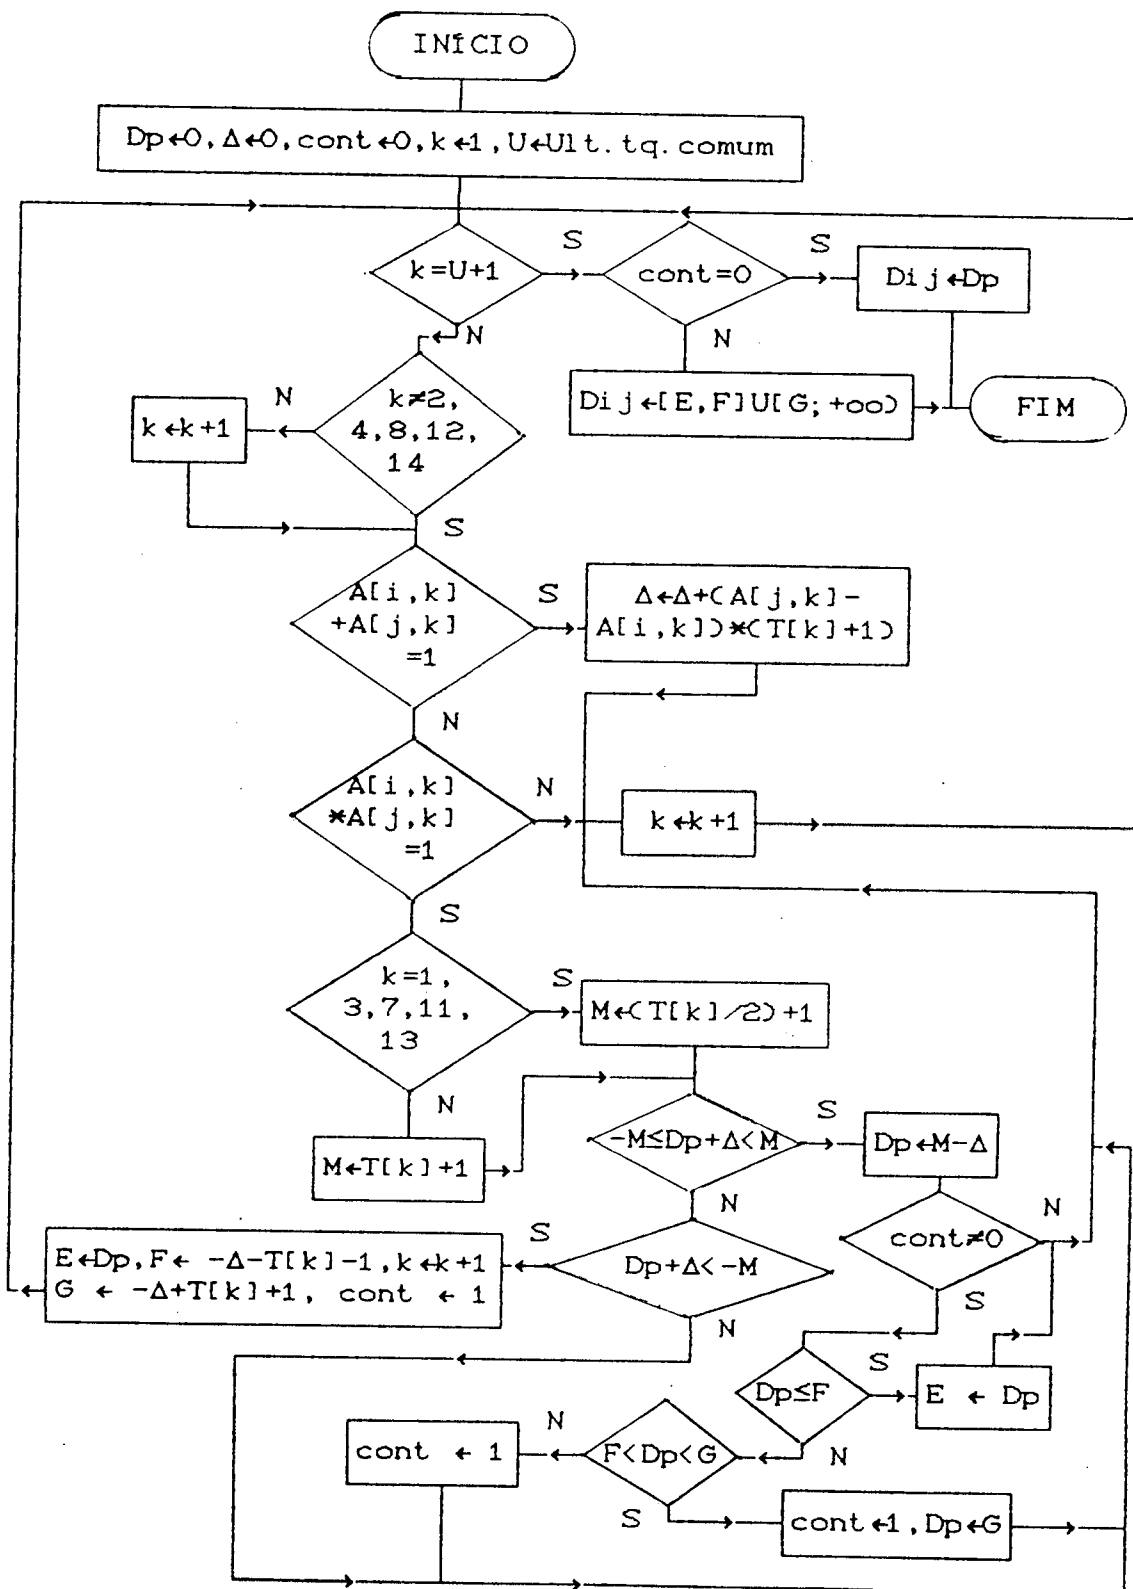 INÍCIO
Dp←0, Δ←0, cont←0, k←1, U←Ult. tq. comum
k=U+1
S
cont=0
S
Dij←Dp
N
N
k≠2,
4,8,12,
14
N
k←k+1
Dij←[E,F]U[G;+oo)
FIM
S
A[i,k]
+A[j,k]
=1
S
Δ←Δ+(A[j,k]-
A[i,k])*(T[k]+1)
N
A[i,k]
*A[j,k]
=1
N
k←k+1
S
k=1,
3,7,11,
13
S
M←(T[k]/2)+1
N
M←T[k]+1
-M≤Dp+Δ<M
S
Dp←M-Δ
N
cont≠0
N
S
Dp+Δ<-M
S
E←Dp, F← -Δ-T[k]-1, k←k+1
G ← -Δ+T[k]+1, cont ← 1
N
Dp≤F
S
E ← Dp
N
F<Dp<G
N
cont ← 1
S
cont←1, Dp←G